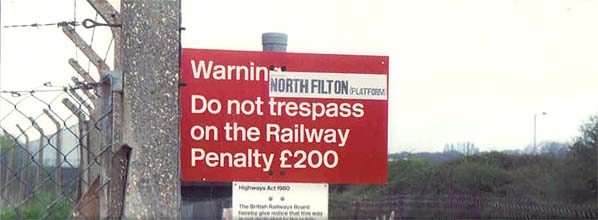 Warnin
NORTH FILTON (PLATFORM)
Do not trespass
on the Railway
Penalty £200
Highways Act 1980
The British Railways Board
hereby give notice that this way